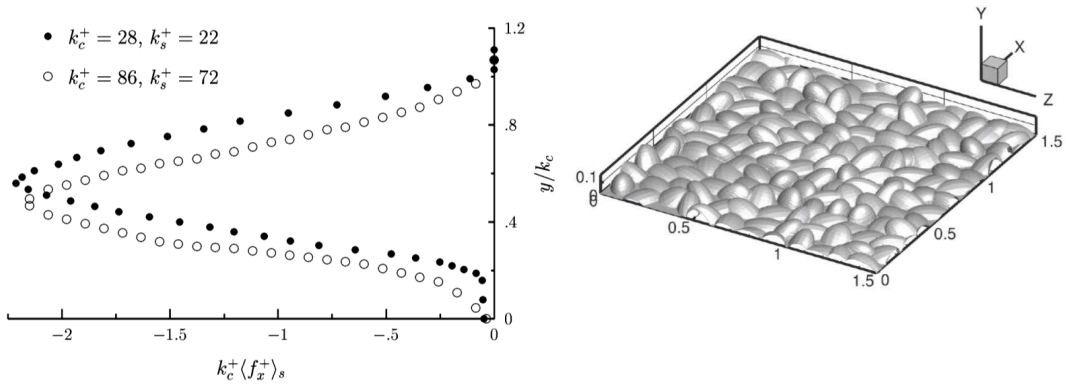 k_c^+ = 28, k_s^+ = 22
k_c^+ = 86, k_s^+ = 72
1.2
.8
.4
0
y/k_c
−2
−1.5
−1
−.5
0
k_c^+⟨f_x^+⟩_s
Y
X
Z
0.1
0
0
0.5
1
1.5
0
0.5
1
1.5